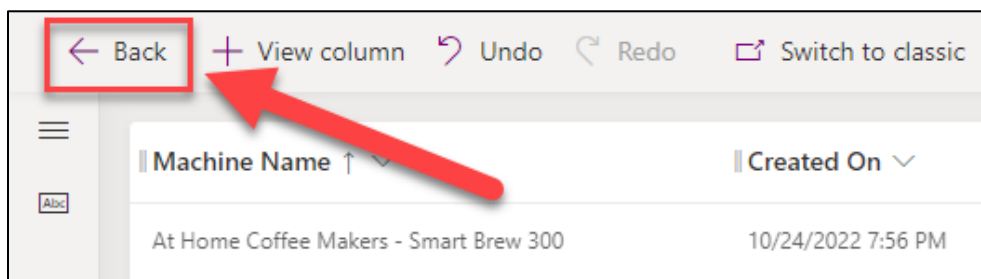 ← Back + View column Undo Redo Switch to classic
Machine Name ↑ Created On
Abc
At Home Coffee Makers - Smart Brew 300 10/24/2022 7:56 PM